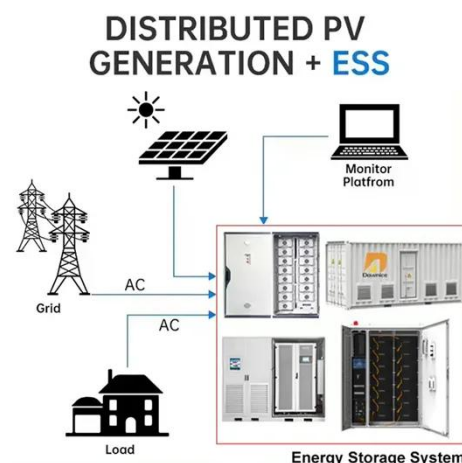 DISTRIBUTED PV
GENERATION + ESS
Monitor
Platfrom
AC
Grid
AC
Load
Energy Storage System